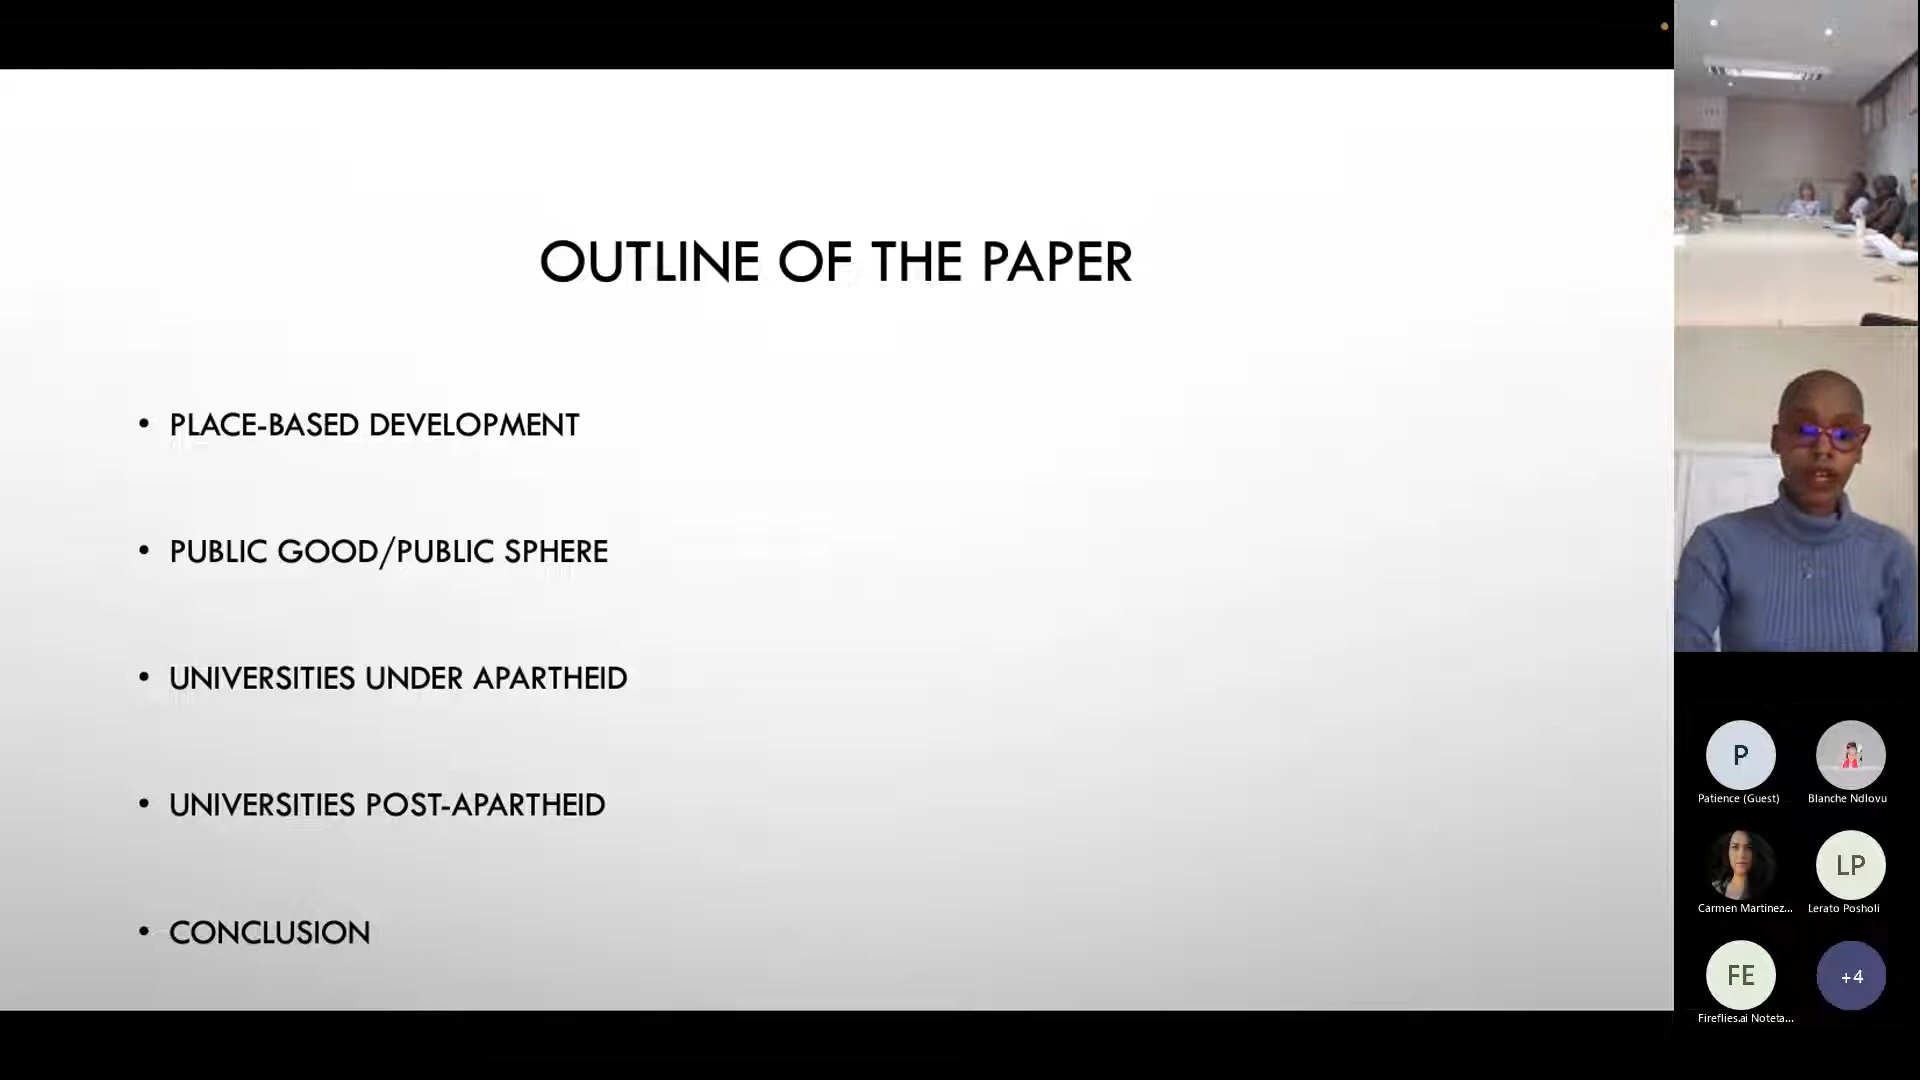 OUTLINE OF THE PAPER
• PLACE-BASED DEVELOPMENT
• PUBLIC GOOD/PUBLIC SPHERE
• UNIVERSITIES UNDER APARTHEID
• UNIVERSITIES POST-APARTHEID
• CONCLUSION
P
Patience (Guest)
Blanche Ndlovu
Carmen Martinez...
LP
Lerato Posholi
FE
Fireflies.ai Noteta...
+4